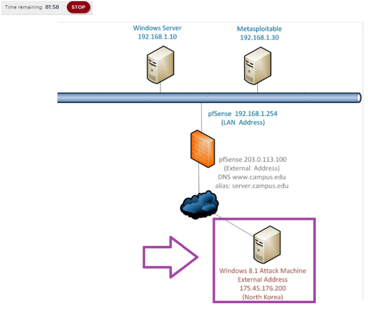 Time remaining: 81:58 STOP
Windows Server
192.168.1.10
Metasploitable
192.168.1.30
pfSense 192.168.1.254
(LAN Address)
pfSense 203.0.113.100
(External Address)
DNS www.campus.edu
alias: server.campus.edu
Windows 8.1 Attack Machine
External Address
175.45.176.200
(North Korea)